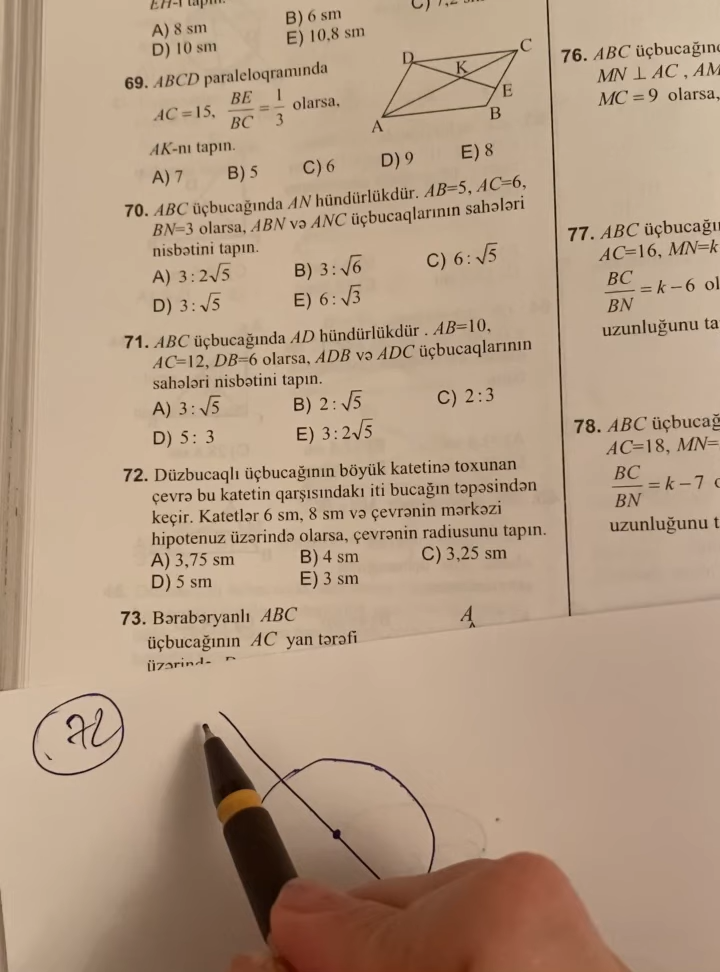 A) 8 sm B) 6 sm
D) 10 sm E) 10,8 sm
69. ABCD paraleloqramında
AC = 15, BE/BC = 1/3 olarsa,
AK-nı tapın.
D C K E B A
A) 7 B) 5 C) 6 D) 9 E) 8
70. ABC üçbucağında AN hündürlükdür. AB=5, AC=6,
BN=3 olarsa, ABN və ANC üçbucaqlarının sahələri
nisbətini tapın.
A) 3 : 2√5 B) 3 : √6 C) 6 : √5
D) 3 : √5 E) 6 : √3
71. ABC üçbucağında AD hündürlükdür . AB=10,
AC=12, DB=6 olarsa, ADB və ADC üçbucaqlarının
sahələri nisbətini tapın.
A) 3 : √5 B) 2 : √5 C) 2 : 3
D) 5 : 3 E) 3 : 2√5
72. Düzbucaqlı üçbucağının böyük katetinə toxunan
çevrə bu katetin qarşısındakı iti bucağın təpəsindən
keçir. Katetlər 6 sm, 8 sm və çevrənin mərkəzi
hipotenuz üzərində olarsa, çevrənin radiusunu tapın.
A) 3,75 sm B) 4 sm C) 3,25 sm
D) 5 sm E) 3 sm
73. Bərabəryanlı ABC
üçbucağının AC yan tərəfi
A
76. ABC
MN ⊥ AC , AM
MC = 9 olarsa,
77. ABC
AC=16, MN=k
BC/BN = k − 6
uzunluğunu
78. ABC
AC=18, MN=
BC/BN = k − 7
uzunluğunu
72